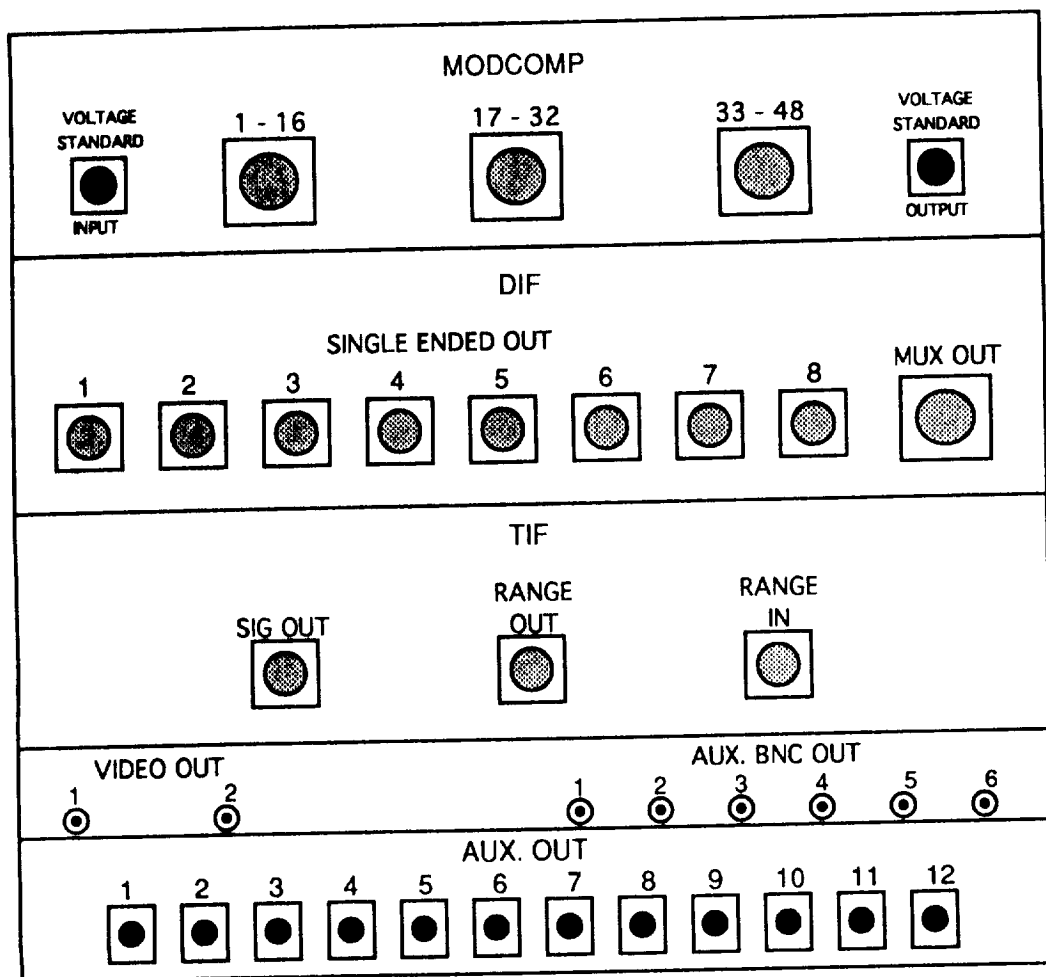 MODCOMP
VOLTAGE
STANDARD
INPUT
1 - 16
17 - 32
33 - 48
VOLTAGE
STANDARD
OUTPUT
DIF
SINGLE ENDED OUT
MUX OUT
1 2 3 4 5 6 7 8
TIF
SIG OUT
RANGE
OUT
RANGE
IN
VIDEO OUT
1 2
AUX. BNC OUT
1 2 3 4 5 6
AUX. OUT
1 2 3 4 5 6 7 8 9 10 11 12